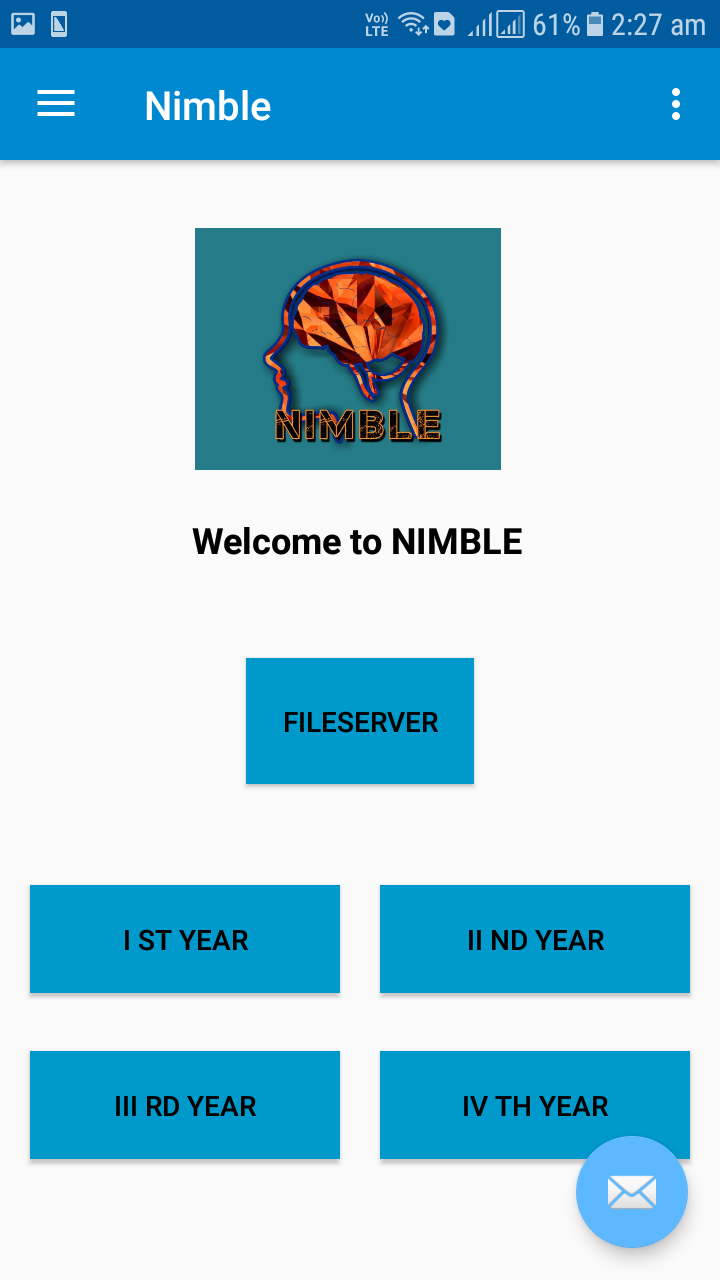 Vo)) LTE 61% 2:27 am
Nimble
NIMBLE
Welcome to NIMBLE
FILESERVER
I ST YEAR
II ND YEAR
III RD YEAR
IV TH YEAR